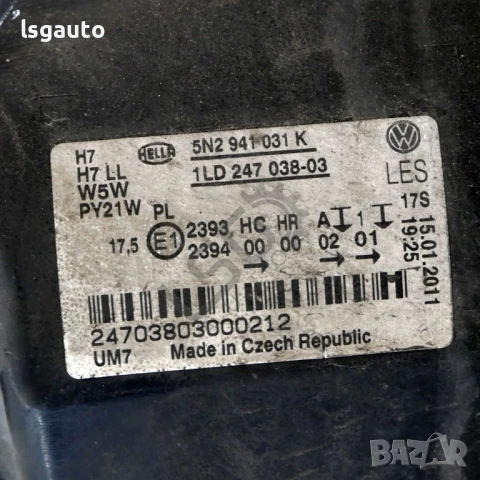 lsgauto
H7
H7 LL
W5W
PY21W PL
HELLA
5N2 941 031 K
1LD 247 038-03
LES
17S
17,5 E1 2393 HC HR A 1
2394 00 00 02 01
15.01.2011
19:25
24703803000212
H
UM7 Made in Czech Republic
BAZAR